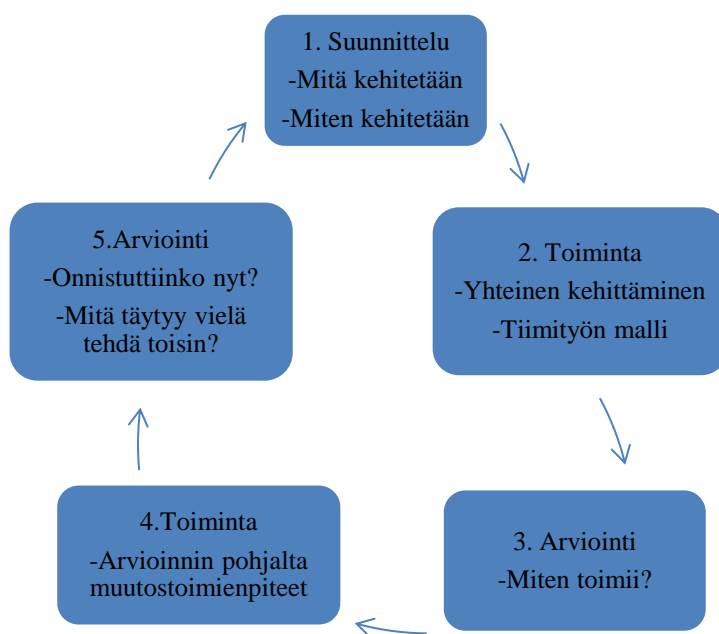 1. Suunnittelu
-Mitä kehitetään
-Miten kehitetään
2. Toiminta
-Yhteinen kehittäminen
-Tiimityön malli
3. Arviointi
-Miten toimii?
4.Toiminta
-Arvioinnin pohjalta
muutostoimienpiteet
5.Arviointi
-Onnistuttiinko nyt?
-Mitä täytyy vielä
tehdä toisin?